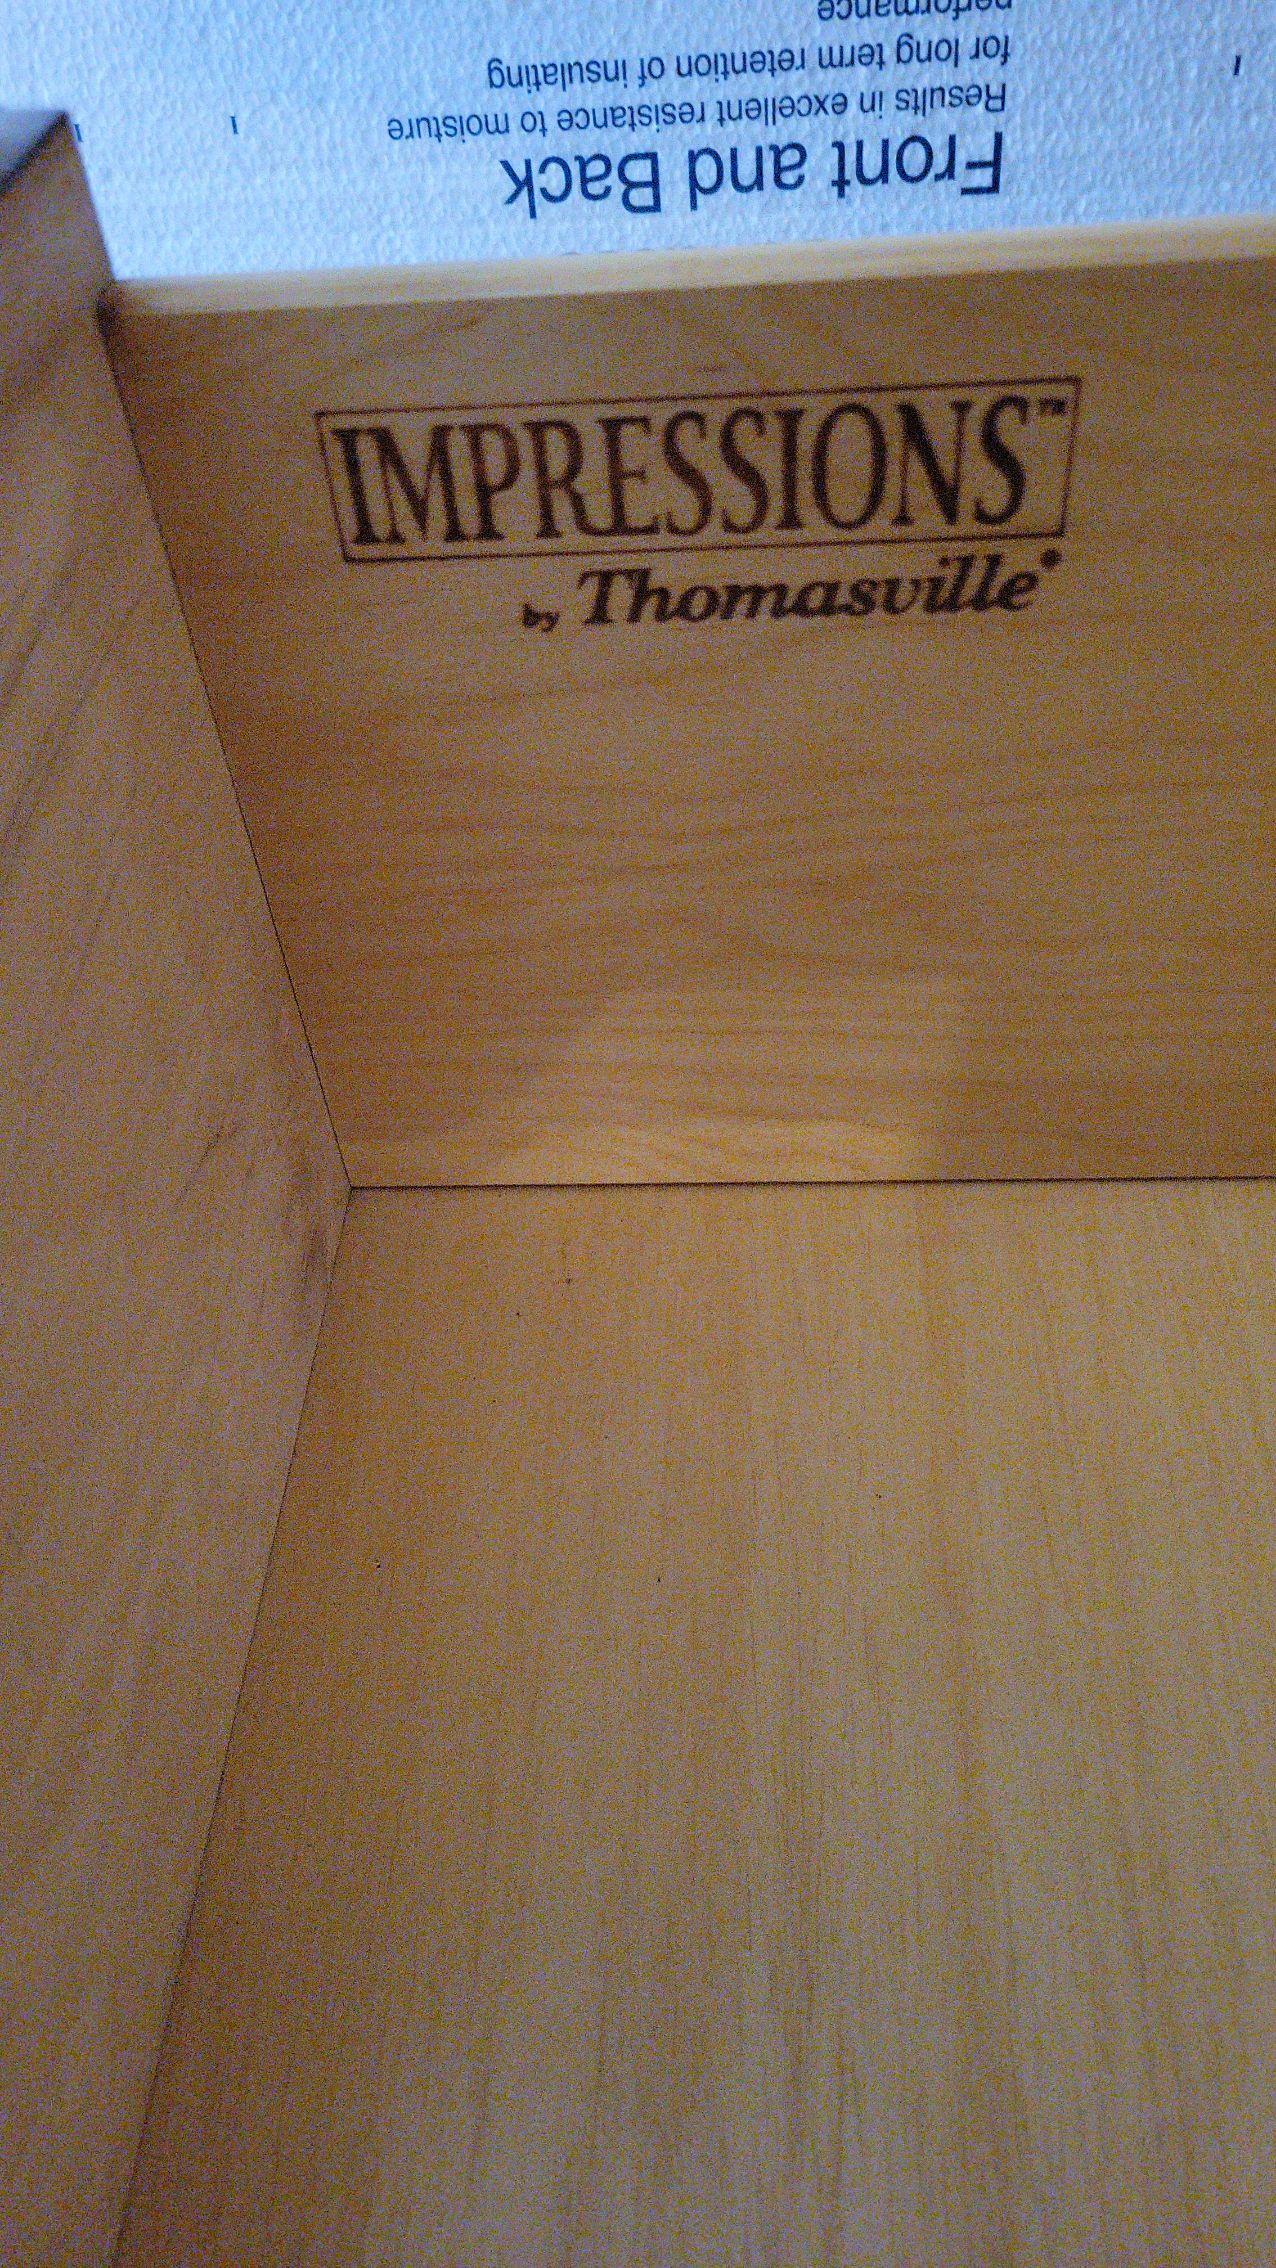 Front and Back
Results in excellent resistance to moisture
for long term retention of insulating
performance
IMPRESSIONS™
by Thomasville®